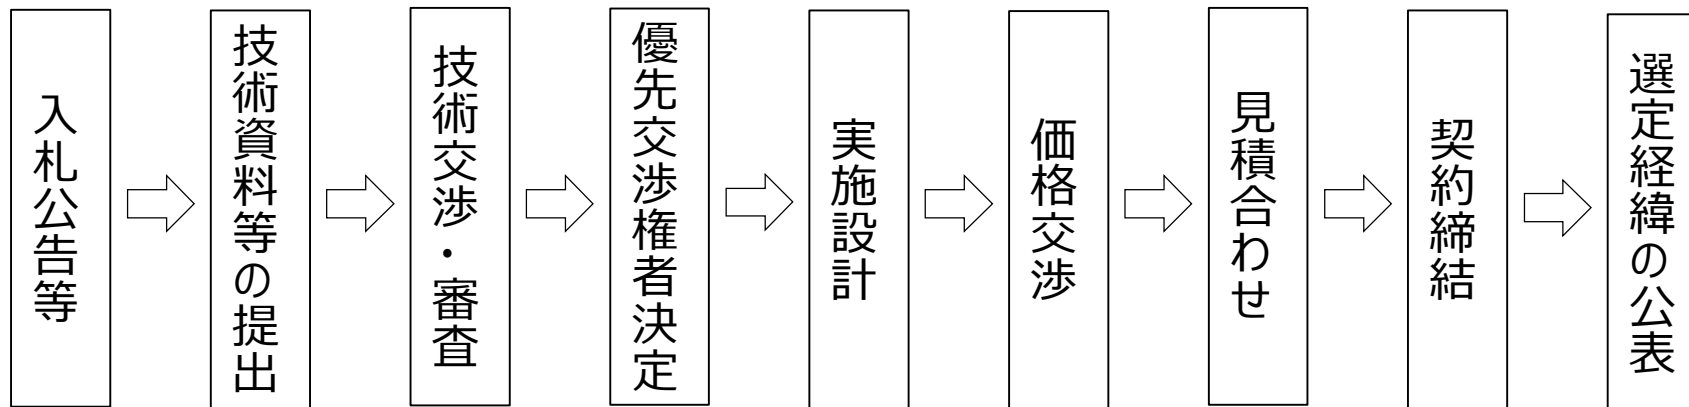 入札公告等
技術資料等の提出
技術交渉・審査
優先交渉権者決定
実施設計
価格交渉
見積合わせ
契約締結
選定経緯の公表